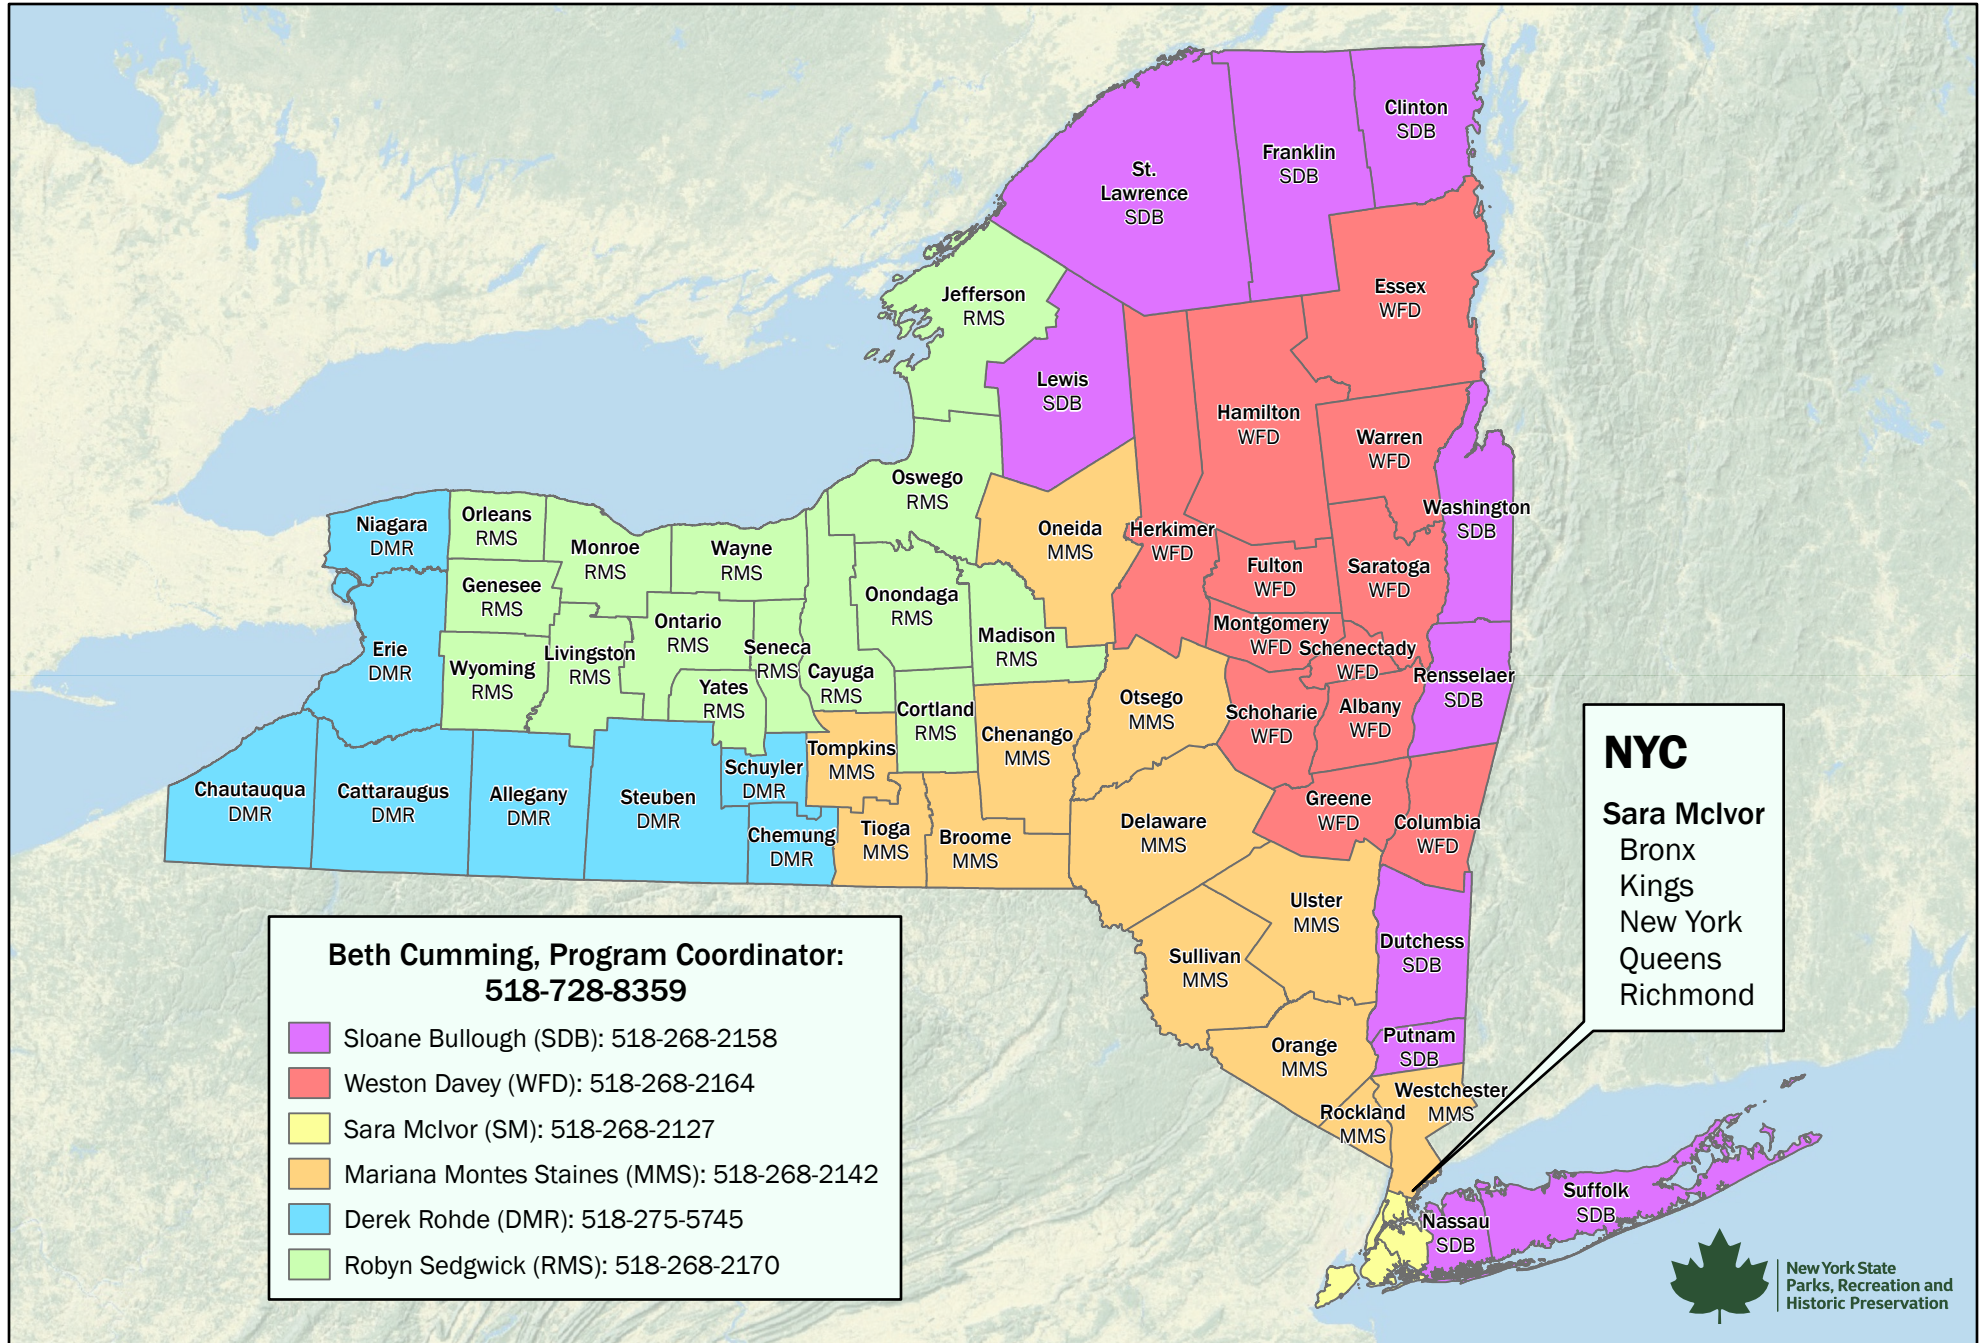 Clinton
SDB
Franklin
SDB
St.
Lawrence
SDB
Essex
WFD
Jefferson
RMS
Lewis
SDB
Hamilton
WFD
Warren
WFD
Washington
SDB
Oswego
RMS
Oneida
MMS
Herkimer
WFD
Fulton
WFD
Saratoga
WFD
Niagara
DMR
Orleans
RMS
Monroe
RMS
Wayne
RMS
Genesee
RMS
Onondaga
RMS
Ontario
RMS
Seneca
RMS
Madison
RMS
Montgomery
WFD
Schenectady
WFD
Erie
DMR
Wyoming
RMS
Livingston
RMS
Yates
RMS
Cayuga
RMS
Cortland
RMS
Otsego
MMS
Rensselaer
SDB
Schoharie
WFD
Albany
WFD
Chenango
MMS
Tompkins
MMS
Schuyler
DMR
Chautauqua
DMR
Cattaraugus
DMR
Allegany
DMR
Steuben
DMR
Chemung
DMR
Tioga
MMS
Broome
MMS
Delaware
MMS
Greene
WFD
Columbia
WFD
Ulster
MMS
Sullivan
MMS
Dutchess
SDB
Putnam
SDB
Orange
MMS
Westchester
MMS
Rockland
MMS
Suffolk
SDB
Nassau
SDB
NYC
Sara McIvor
Bronx
Kings
New York
Queens
Richmond
Beth Cumming, Program Coordinator:
518-728-8359
Sloane Bullough (SDB): 518-268-2158
Weston Davey (WFD): 518-268-2164
Sara McIvor (SM): 518-268-2127
Mariana Montes Staines (MMS): 518-268-2142
Derek Rohde (DMR): 518-275-5745
Robyn Sedgwick (RMS): 518-268-2170
New York State
Parks, Recreation and
Historic Preservation